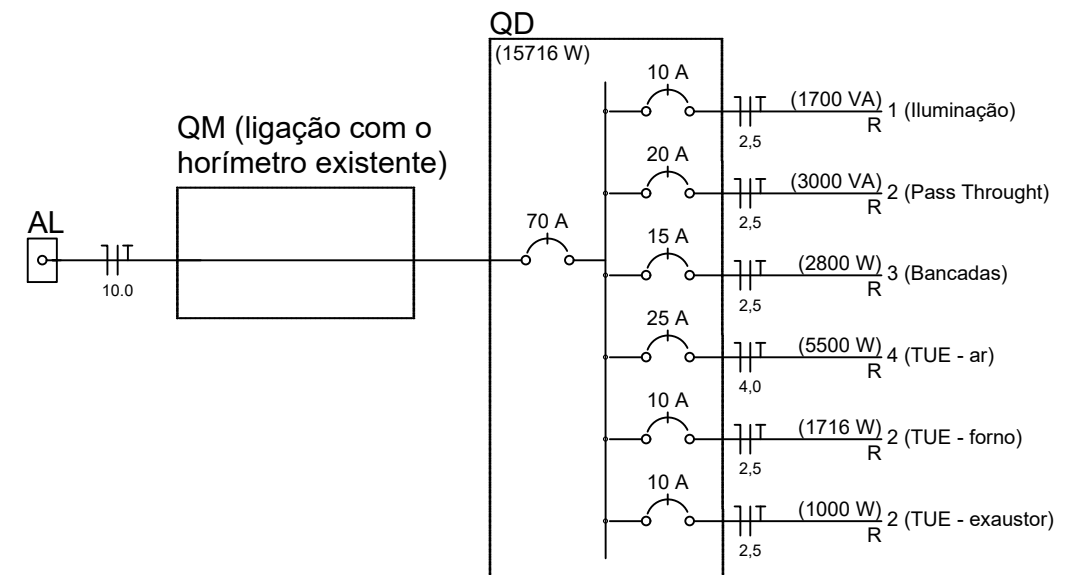 QD
(15716 W)
10 A
(1700 VA)
1 (Iluminação)
R
2,5
QM (ligação com o
horímetro existente)
20 A
(3000 VA)
2 (Pass Throught)
R
2,5
AL
10.0
70 A
15 A
(2800 W)
3 (Bancadas)
R
2,5
25 A
(5500 W)
4 (TUE - ar)
R
4,0
10 A
(1716 W)
2 (TUE - forno)
R
2,5
10 A
(1000 W)
2 (TUE - exaustor)
R
2,5